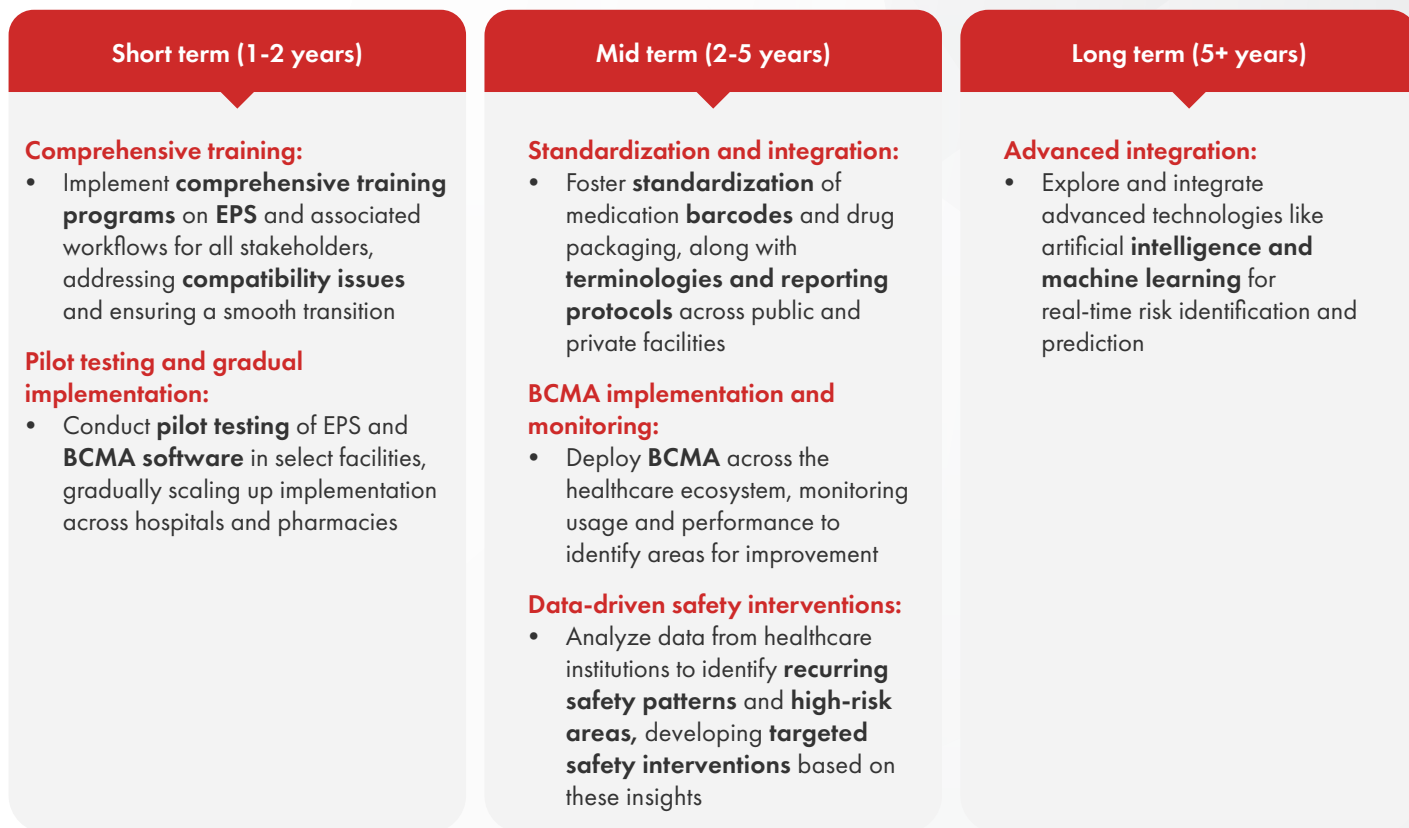 Short term (1-2 years)
Comprehensive training:
• Implement comprehensive training
programs on EPS and associated
workflows for all stakeholders,
addressing compatibility issues
and ensuring a smooth transition
Pilot testing and gradual
implementation:
• Conduct pilot testing of EPS and
BCMA software in select facilities,
gradually scaling up implementation
across hospitals and pharmacies
Mid term (2-5 years)
Standardization and integration:
• Foster standardization of
medication barcodes and drug
packaging, along with
terminologies and reporting
protocols across public and
private facilities
BCMA implementation and
monitoring:
• Deploy BCMA across the
healthcare ecosystem, monitoring
usage and performance to
identify areas for improvement
Data-driven safety interventions:
• Analyze data from healthcare
institutions to identify recurring
safety patterns and high-risk
areas, developing targeted
safety interventions based on
these insights
Long term (5+ years)
Advanced integration:
• Explore and integrate
advanced technologies like
artificial intelligence and
machine learning for
real-time risk identification and
prediction